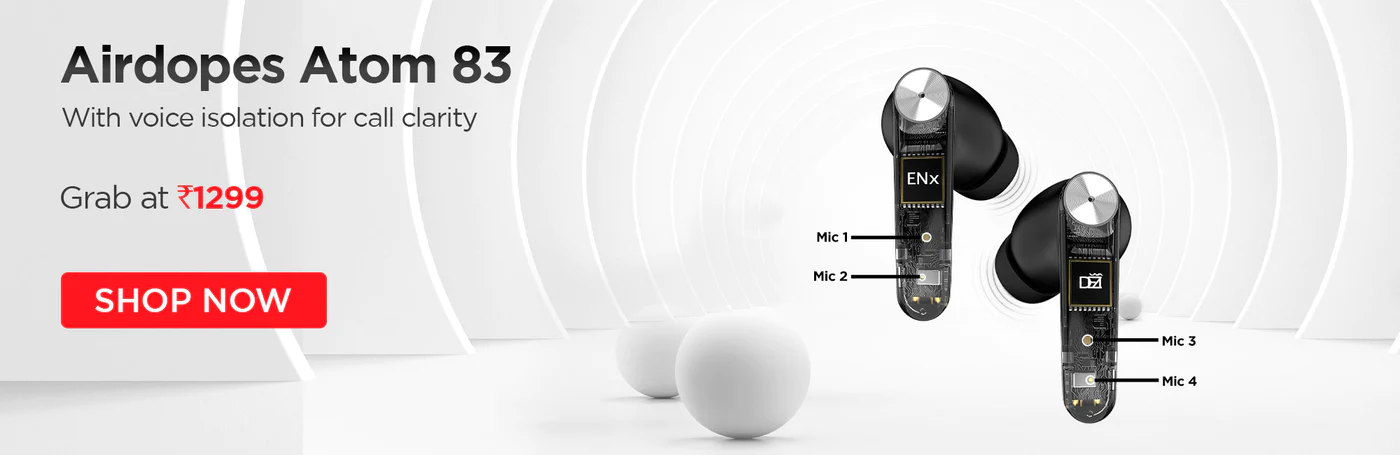 Airdopes Atom 83
With voice isolation for call clarity
Grab at ₹1299
SHOP NOW
ENx
Mic 1
Mic 2
Mic 3
Mic 4